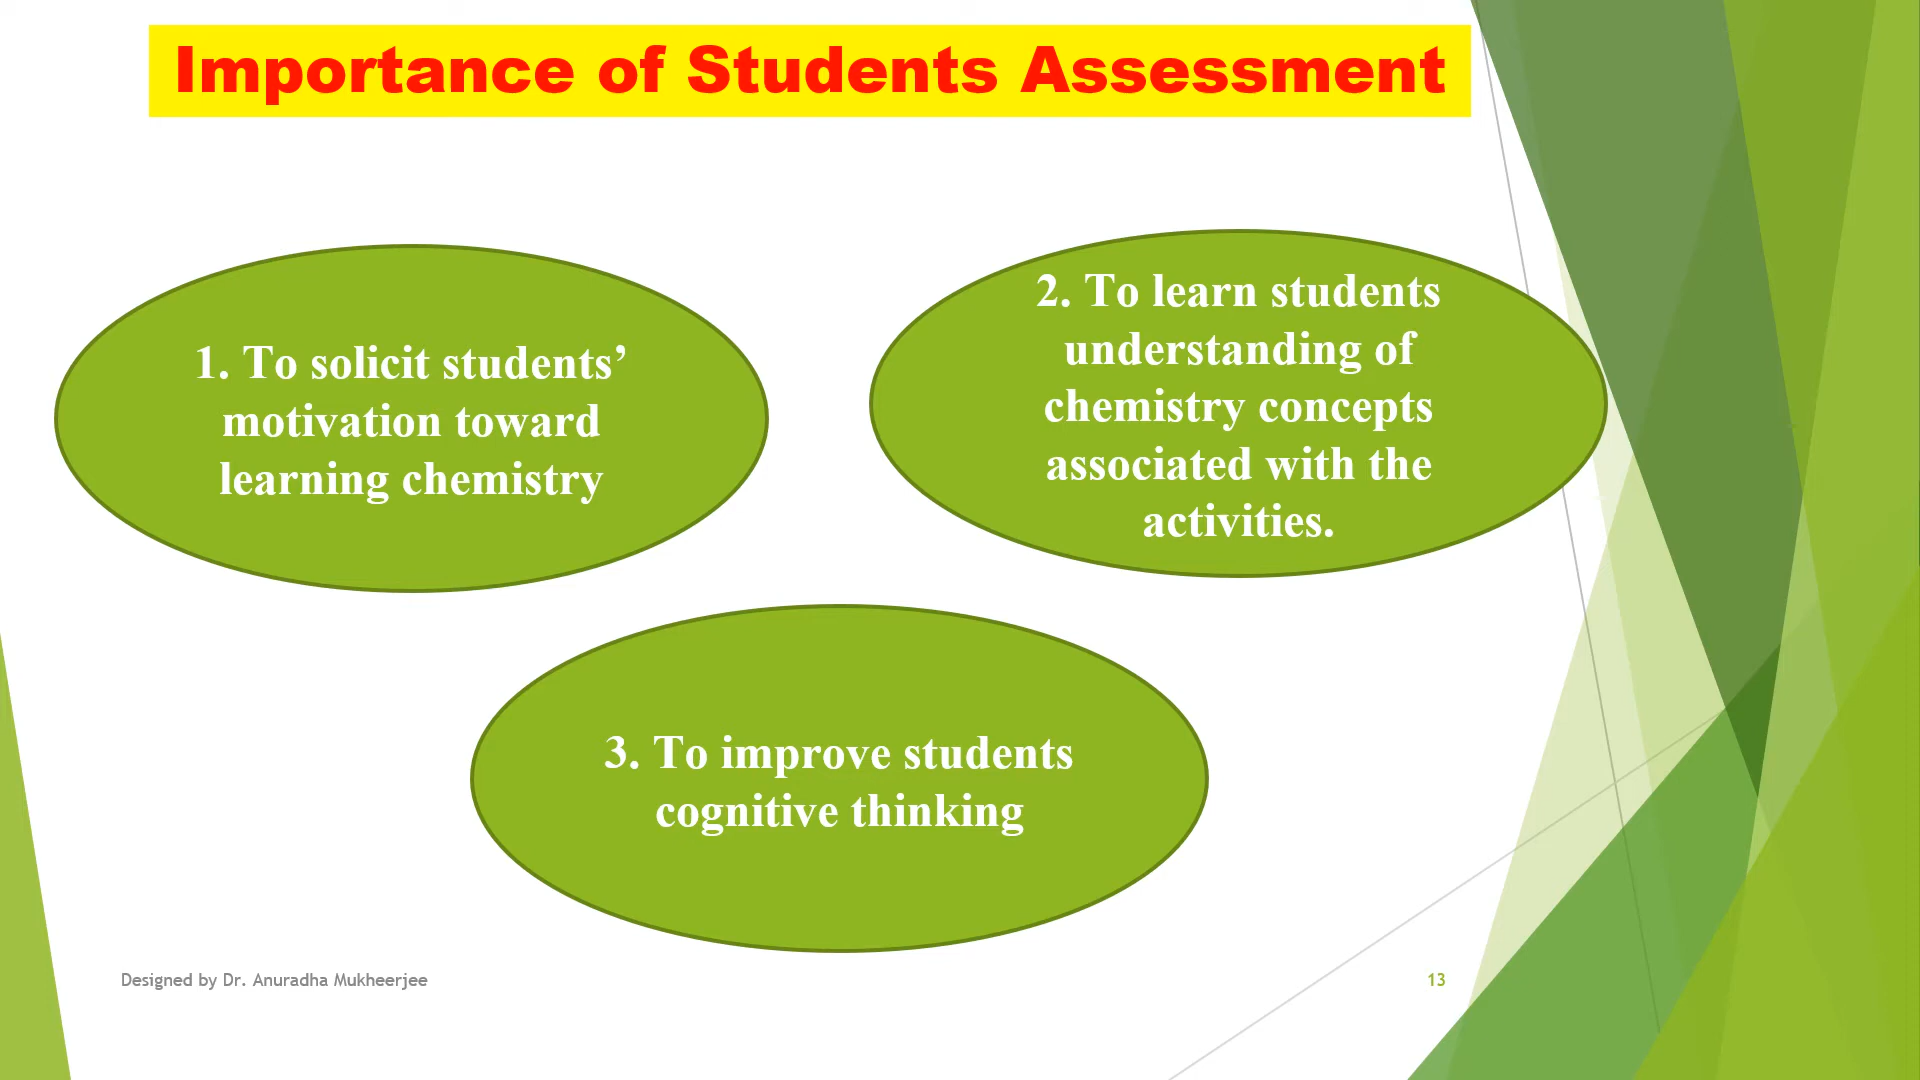 Importance of Students Assessment
1. To solicit students’
motivation toward
learning chemistry
2. To learn students
understanding of
chemistry concepts
associated with the
activities.
3. To improve students
cognitive thinking
Designed by Dr. Anuradha Mukheerjee
13